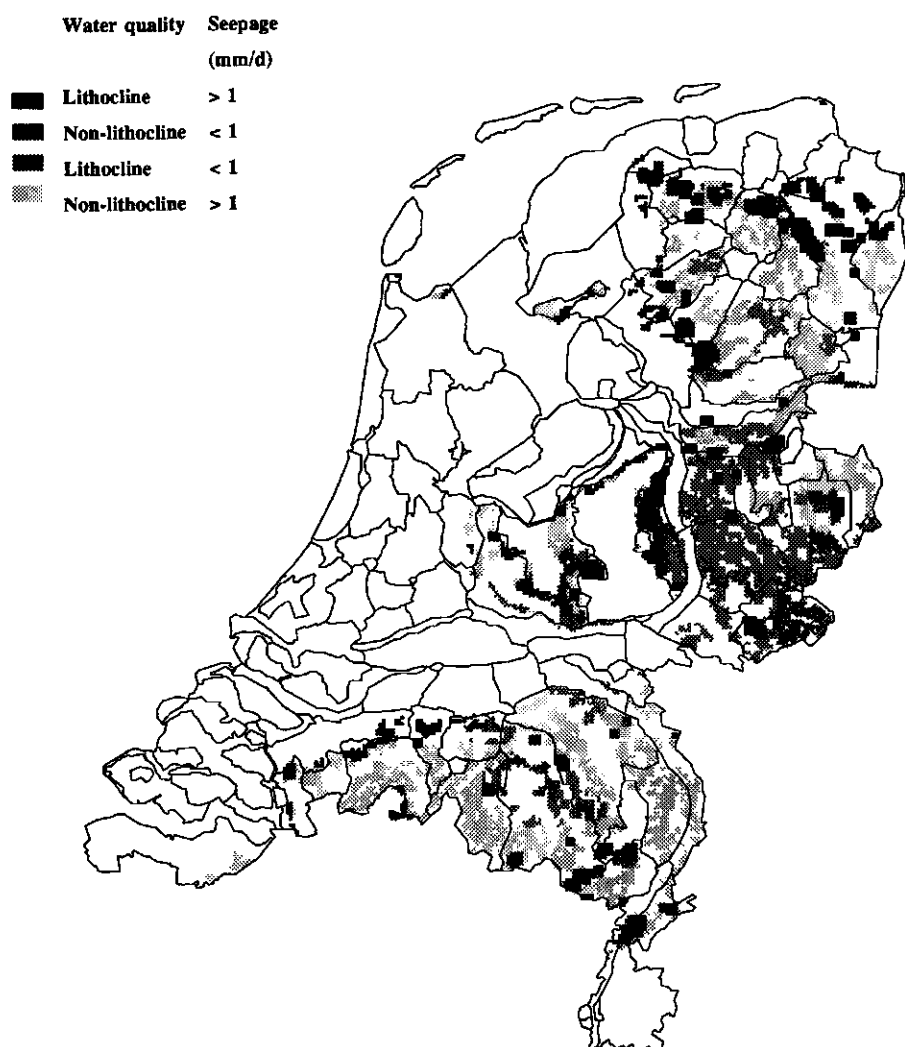 Water quality Seepage
(mm/d)
Lithocline > 1
Non-lithocline < 1
Lithocline < 1
Non-lithocline > 1